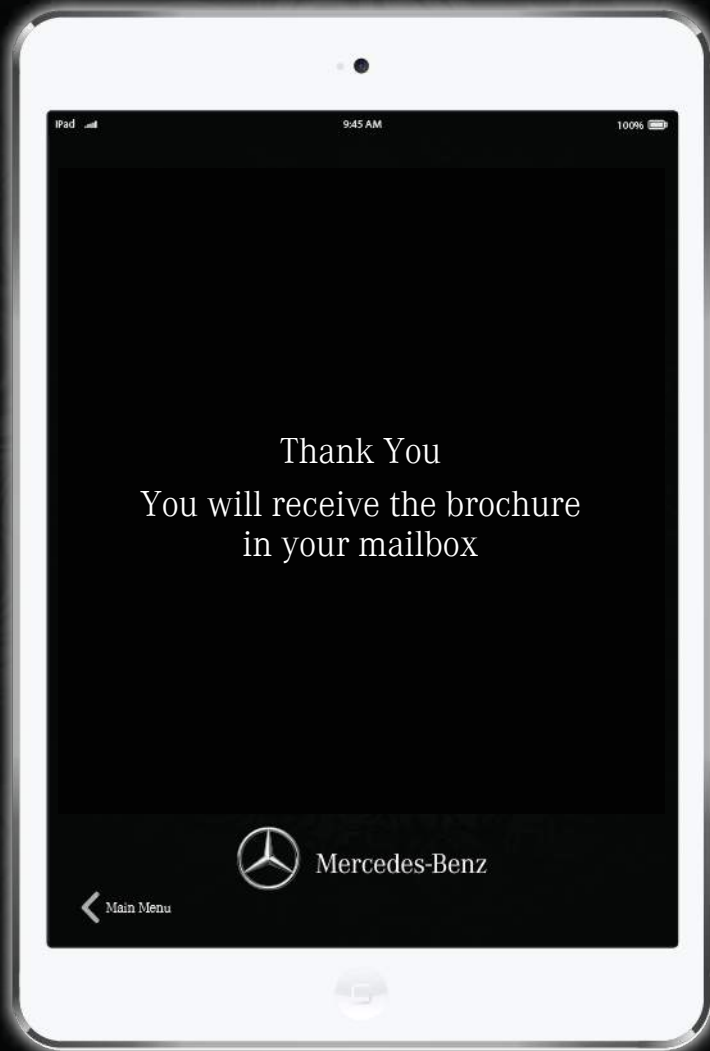 iPad
9:45 AM
100%
Thank You
You will receive the brochure
in your mailbox
Mercedes-Benz
Main Menu